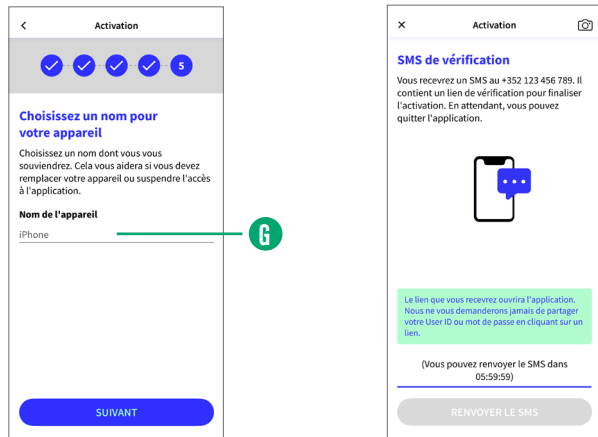 Activation
5
Choisissez un nom pour
votre appareil
Choisissez un nom dont vous vous
souviendrez. Cela vous aidera si vous devez
remplacer votre appareil ou suspendre l'accès
à l'application.
Nom de l'appareil
iPhone
G
SUIVANT
Activation
SMS de vérification
Vous recevrez un SMS au +352 123 456 789. Il
contient un lien de vérification pour finaliser
l'activation. En attendant, vous pouvez
quitter l'application.
Le lien que vous recevrez ouvrira l'application.
Nous ne vous demanderons jamais de partager
votre User ID ou mot de passe en cliquant sur un
lien.
(Vous pouvez renvoyer le SMS dans
05:59:59)
RENVOYER LE SMS